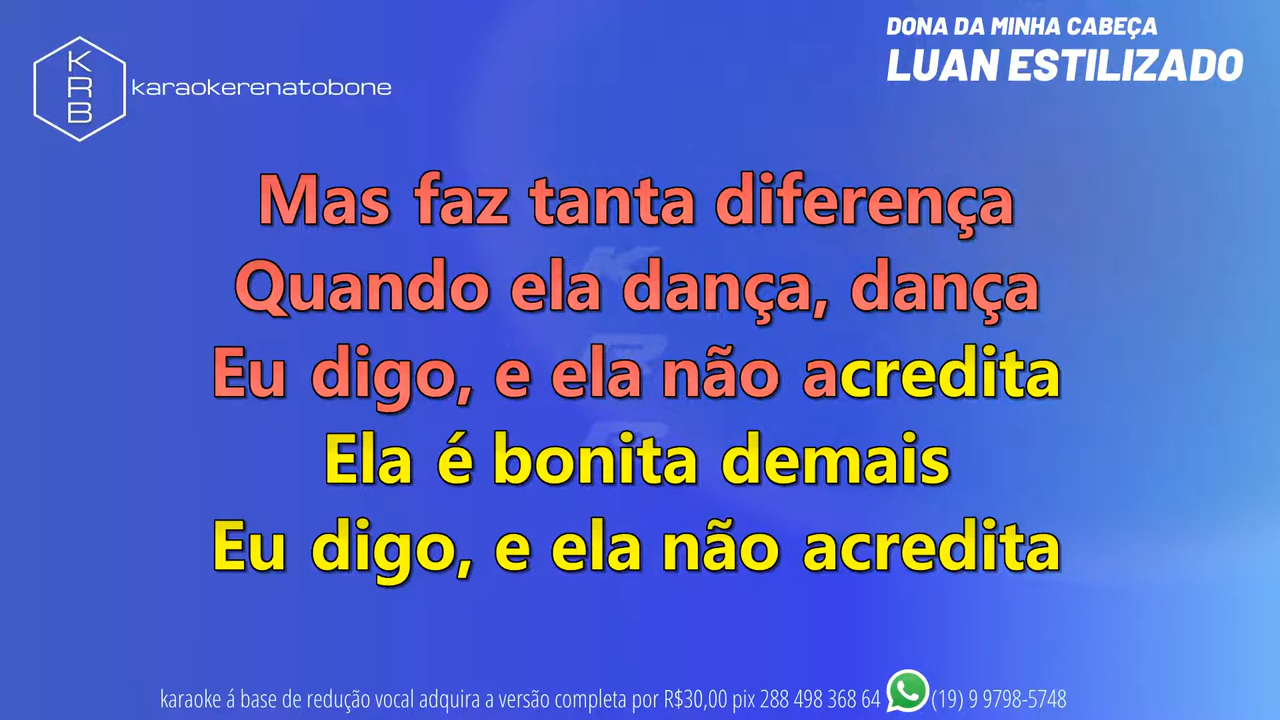 DONA DA MINHA CABEÇA
LUAN ESTILIZADO
KRB
karaokerenatobone
Mas faz tanta diferença
Quando ela dança, dança
Eu digo, e ela não acredita
Ela é bonita demais
Eu digo, e ela não acredita
karaoke á base de redução vocal adquira a versão completa por R$30,00 pix 288 498 368 64 (19) 9 9798-5748